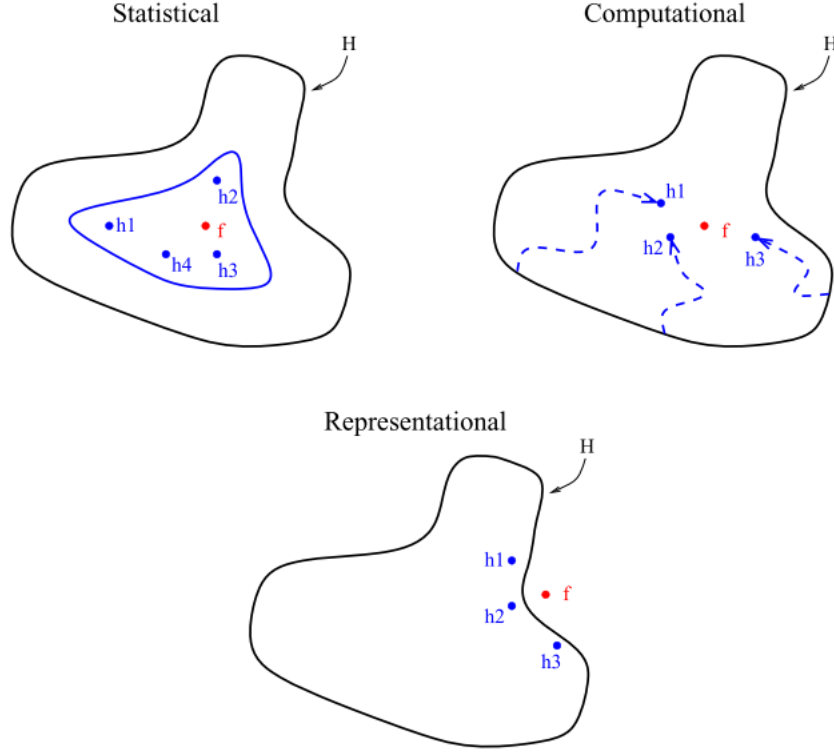 Statistical
H
h2
h1
f
h4
h3
Computational
H
h1
f
h2
h3
Representational
H
h1
f
h2
h3